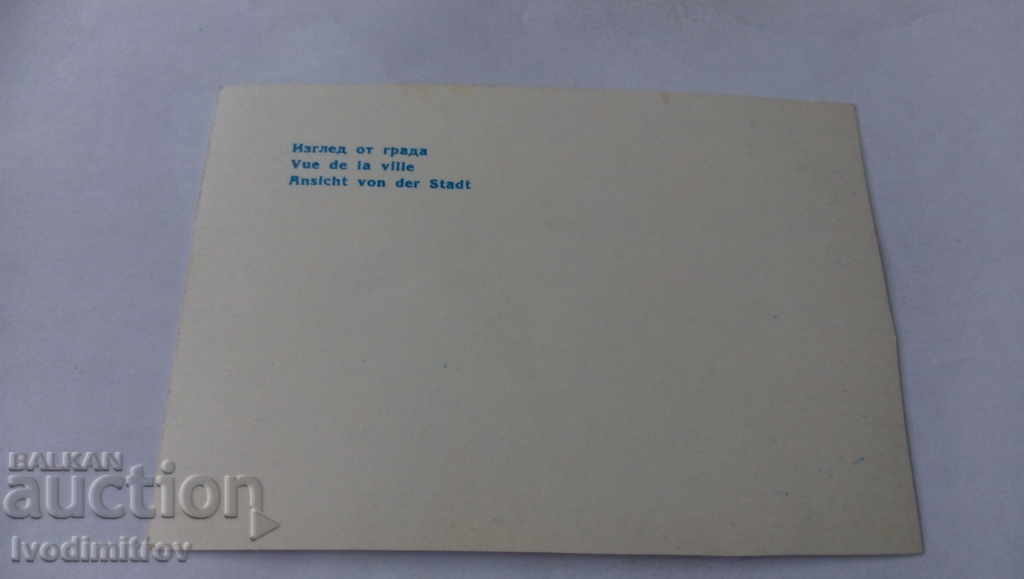 Изглед от града
Vue de la ville
Ansicht von der Stadt
BALKAN
auction
Ivodimitrov